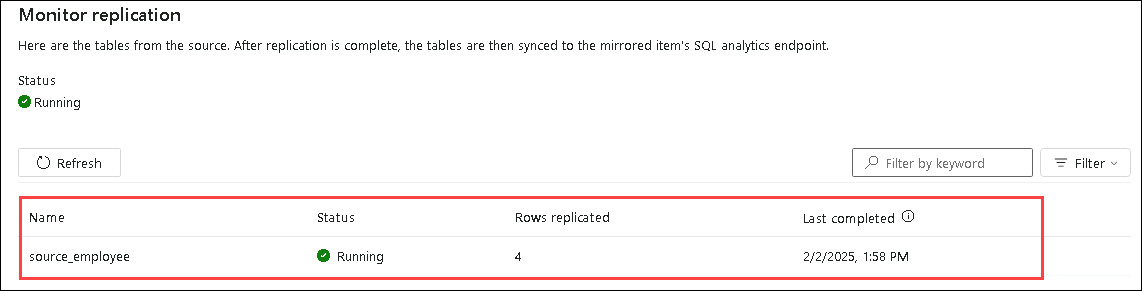 Monitor replication
Here are the tables from the source. After replication is complete, the tables are then synced to the mirrored item's SQL analytics endpoint.
Status
Running
Refresh
Filter by keyword
Filter
Name Status Rows replicated Last completed
source_employee Running 4 2/2/2025, 1:58 PM